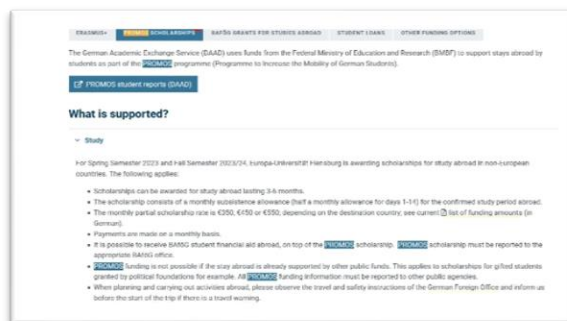 ERASMUS+ PROMOS SCHOLARSHIPS BAFÖG GRANTS FOR STUDIES ABROAD STUDENT LOANS OTHER FUNDING OPTIONS
The German Academic Exchange Service (DAAD) uses funds from the Federal Ministry of Education and Research (BMBF) to support stays abroad by
students as part of the PROMOS programme (Programme to Increase the Mobility of German Students).
PROMOS student reports (DAAD)
What is supported?
Study
For Spring Semester 2023 and Fall Semester 2023/24, Europa-Universität Flensburg is awarding scholarships for study abroad in non-European
countries. The following applies:
Scholarships can be awarded for study abroad lasting 3-6 months.
The scholarship consists of a monthly subsistence allowance (half a monthly allowance for days 1-14) for the confirmed study period abroad.
The monthly partial scholarship rate is €350, €450 or €550, depending on the destination country; see current list of funding amounts (in
German).
Payments are made on a monthly basis.
It is possible to receive BAföG student financial aid abroad, on top of the PROMOS scholarship. PROMOS scholarship must be reported to the
appropriate BAföG office.
PROMOS funding is not possible if the stay abroad is already supported by other public funds. This applies to scholarships for gifted students
granted by political foundations for example. All PROMOS funding information must be reported to other public agencies.
When planning and carrying out activities abroad, please observe the travel and safety instructions of the German Foreign Office and inform us
before the start of the trip if there is a travel warning.